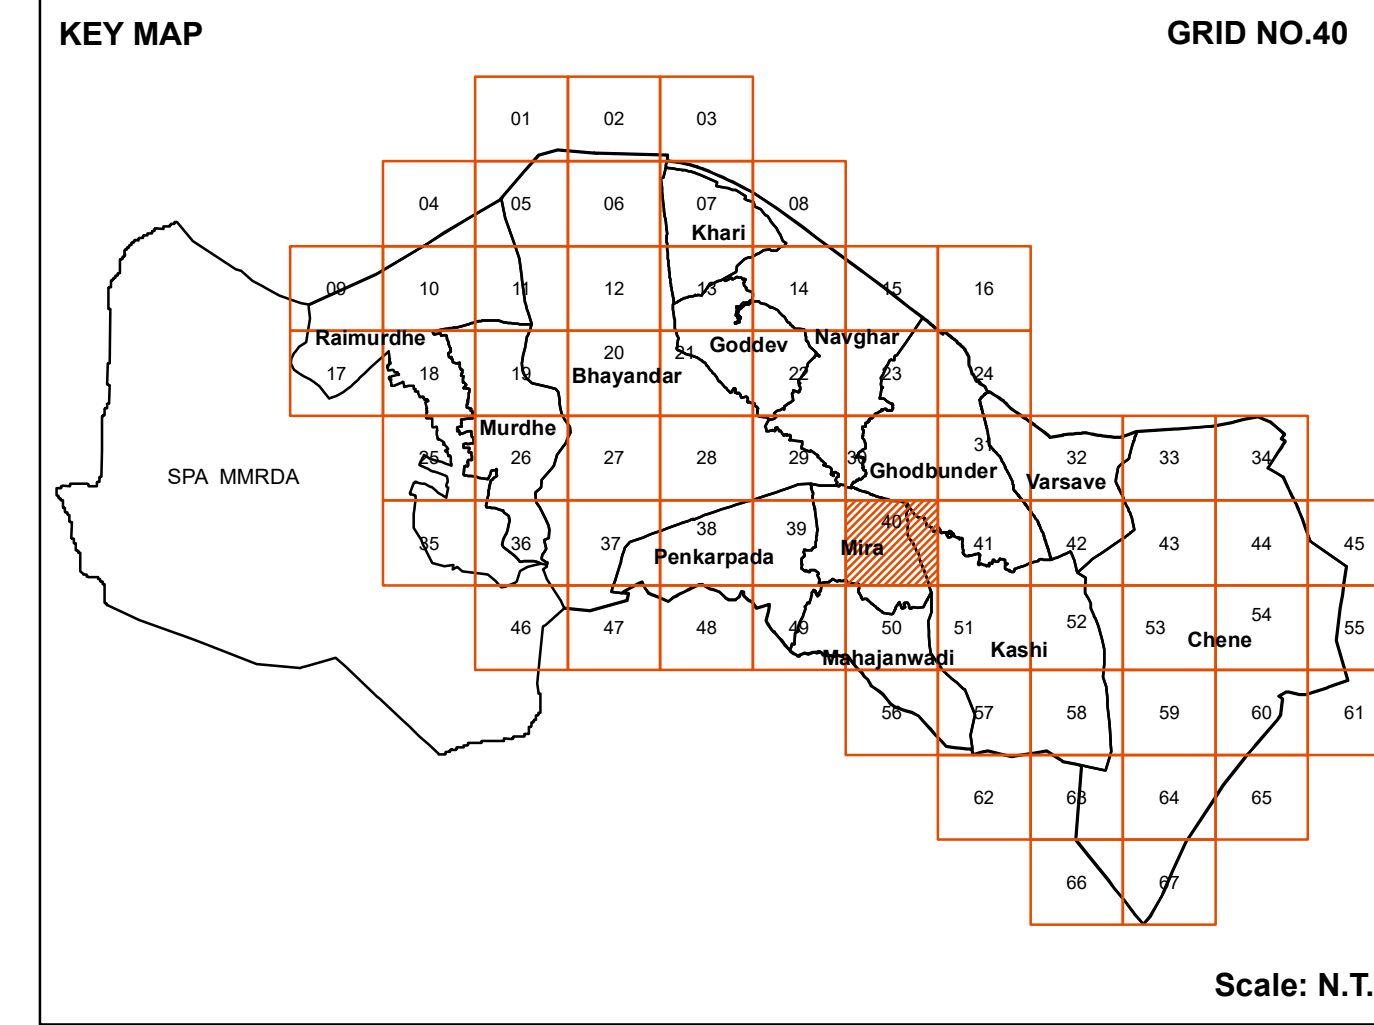 KEY MAP GRID NO.40
01 02 03
04 05 06 07 08
Khari
09 10 11 12 13 14 15 16
Raimurdhe Goddev Navghar
17 18 19 20 21 22 23 24
Bhayandar
Murdhe
25 26 27 28 29 30 31 32 33 34
SPA MMRDA
Ghodbunder Varsave
35 36 37 38 39 40 41 42 43 44 45
Penkarpada Mira
46 47 48 49 50 51 52 53 54 55
Mahajanwadi Kashi Chene
56 57 58 59 60 61
62 63 64 65
66 67
Scale: N.T.